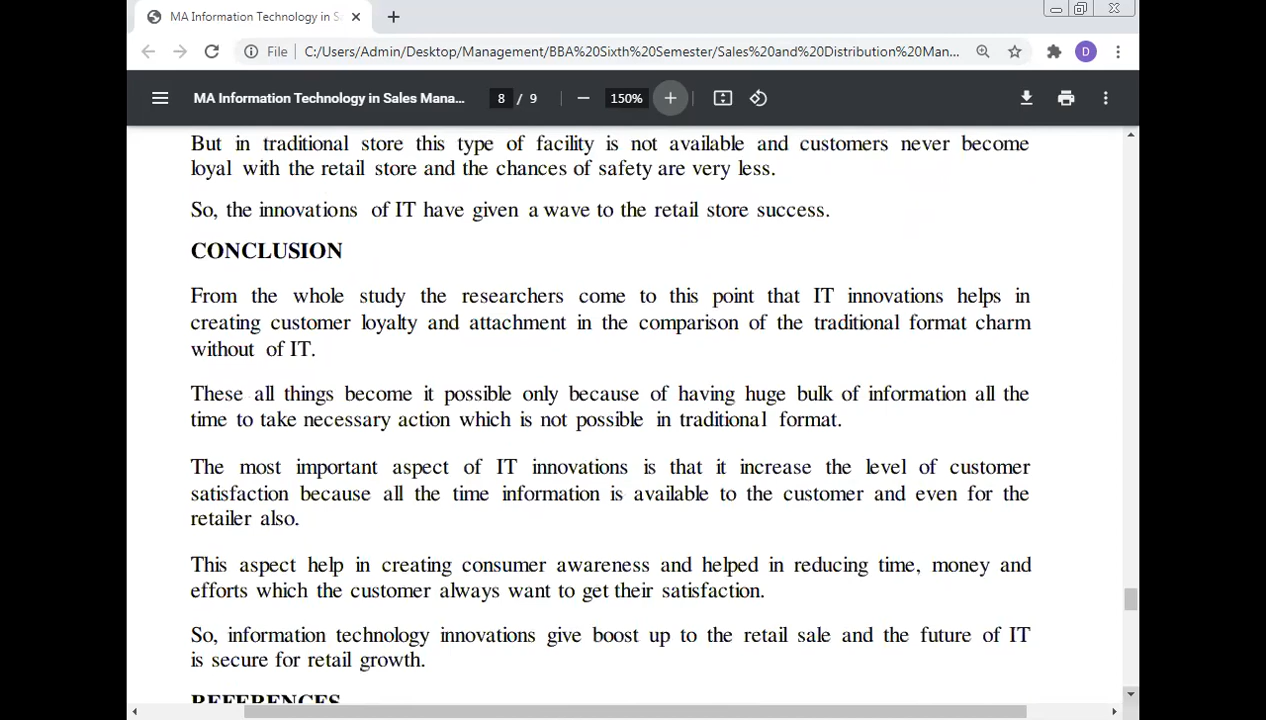 MA Information Technology in S
File C:/Users/Admin/Desktop/Management/BBA%20Sixth%20Semester/Sales%20and%20Distribution%20Man... D
MA Information Technology in Sales Mana... 8 / 9 150%
But in traditional store this type of facility is not available and customers never become
loyal with the retail store and the chances of safety are very less.
So, the innovations of IT have given a wave to the retail store success.
CONCLUSION
From the whole study the researchers come to this point that IT innovations helps in
creating customer loyalty and attachment in the comparison of the traditional format charm
without of IT.
These all things become it possible only because of having huge bulk of information all the
time to take necessary action which is not possible in traditional format.
The most important aspect of IT innovations is that it increase the level of customer
satisfaction because all the time information is available to the customer and even for the
retailer also.
This aspect help in creating consumer awareness and helped in reducing time, money and
efforts which the customer always want to get their satisfaction.
So, information technology innovations give boost up to the retail sale and the future of IT
is secure for retail growth.
REFERENCES